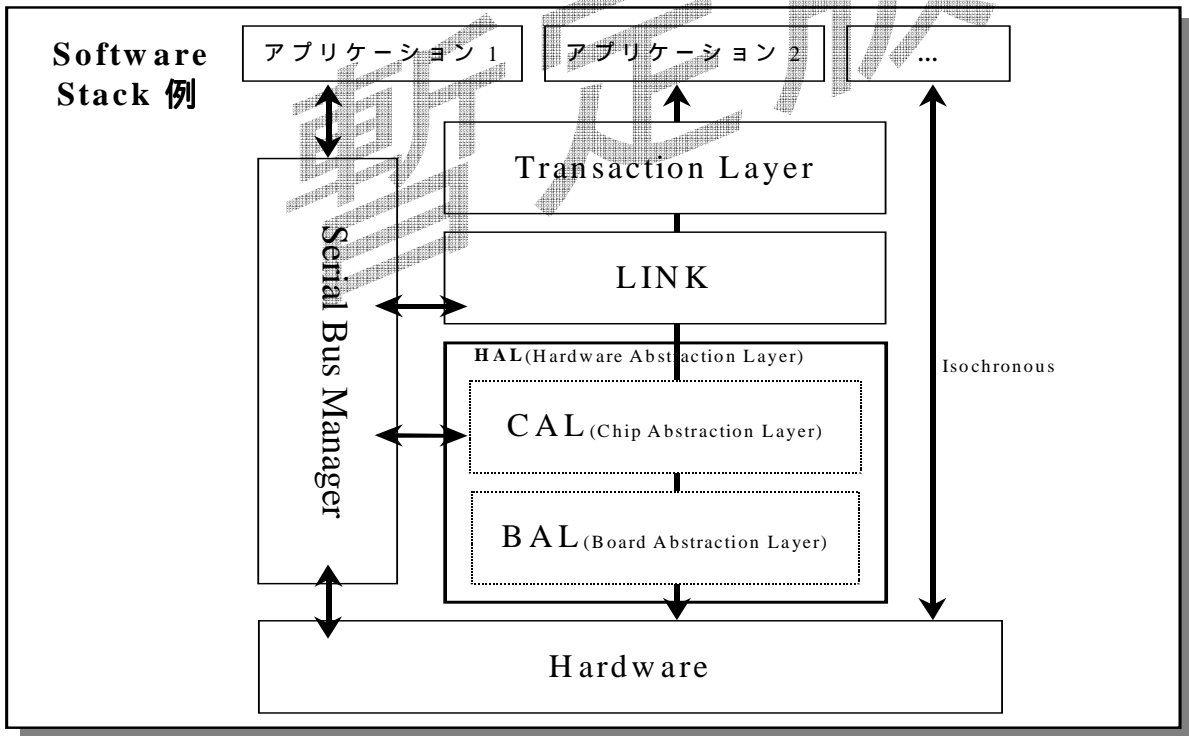 Software
Stack 例
アプリケーション 1
アプリケーション 2
...
Transaction Layer
Serial Bus Manager
LINK
HAL(Hardware Abstraction Layer)
Isochronous
CAL(Chip Abstraction Layer)
BAL(Board Abstraction Layer)
Hardware
暫定版